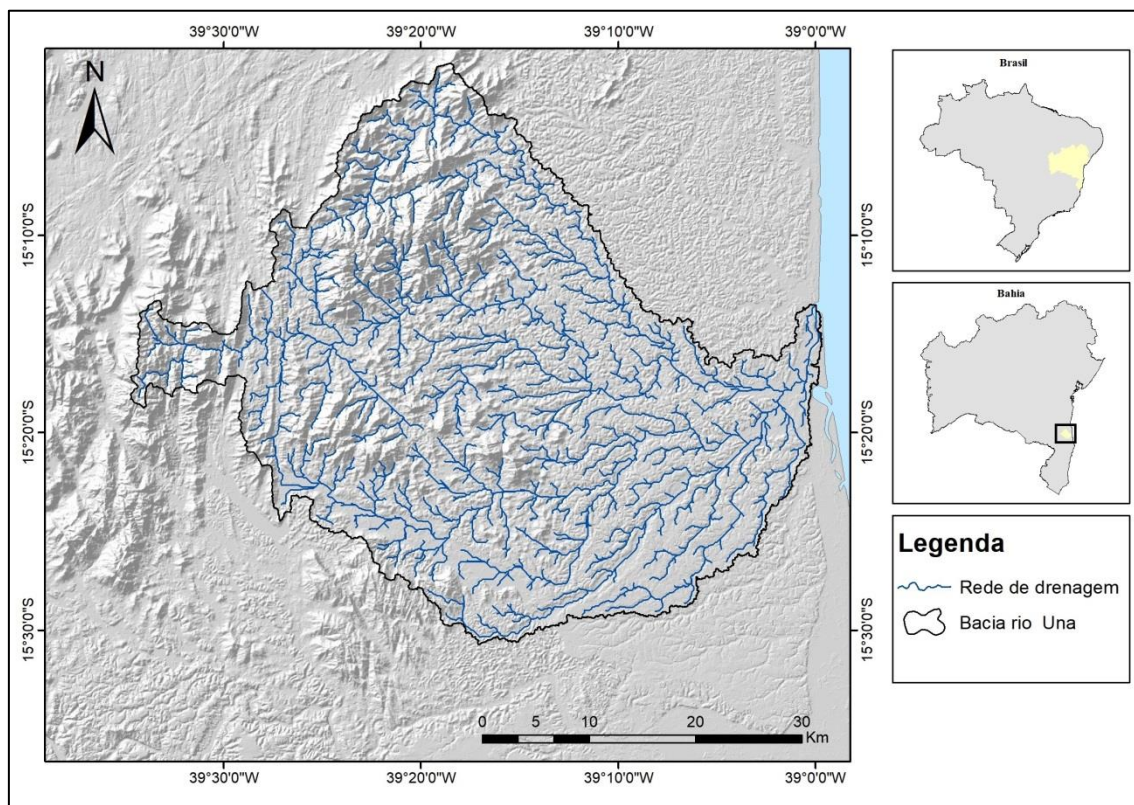 39°30'0"W 39°20'0"W 39°10'0"W 39°0'0"W
N
15°10'0"S 15°10'0"S
15°20'0"S 15°20'0"S
15°30'0"S 15°30'0"S
0 5 10 20 30
Km
39°30'0"W 39°20'0"W 39°10'0"W 39°0'0"W
Brasil
Bahia
Legenda
Rede de drenagem
Bacia rio Una